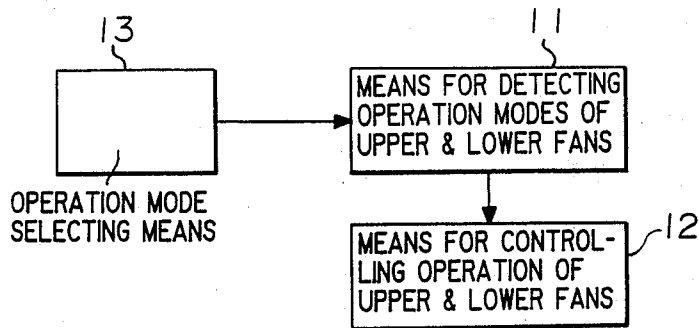 13
OPERATION MODE
SELECTING MEANS
11
MEANS FOR DETECTING
OPERATION MODES OF
UPPER & LOWER FANS
12
MEANS FOR CONTROL-
LING OPERATION OF
UPPER & LOWER FANS